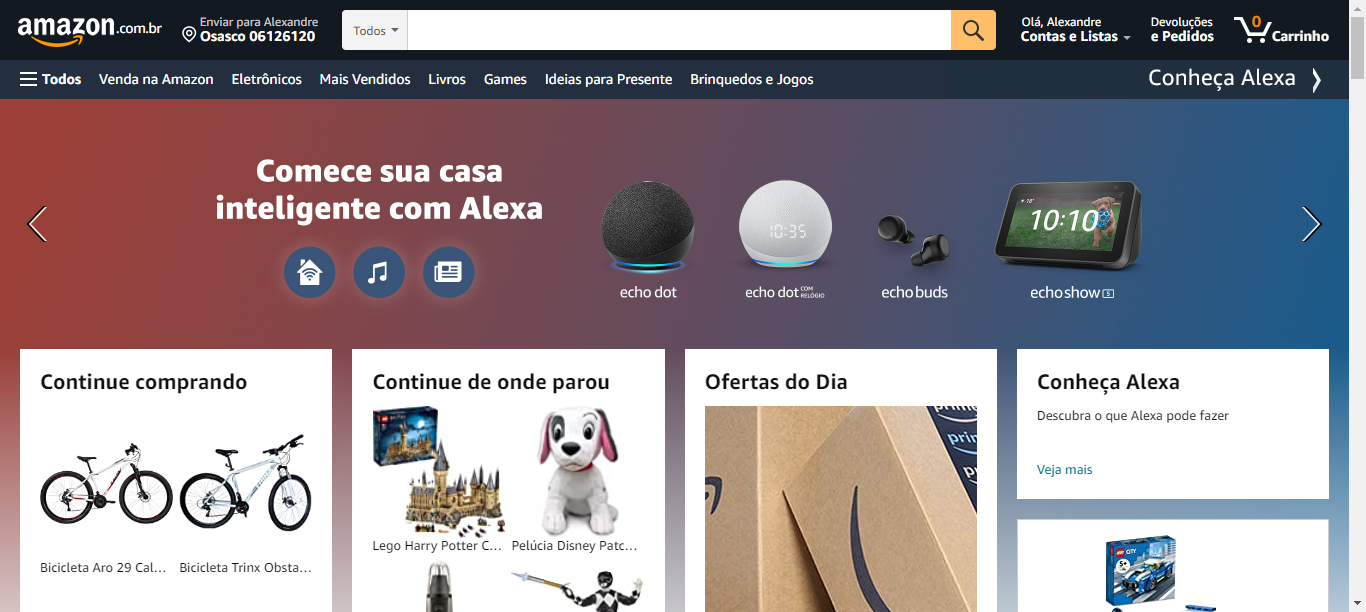 amazon.com.br
Enviar para Alexandre
Osasco 06126120
Todos
Olá, Alexandre
Contas e Listas
Devoluções
e Pedidos
0
Carrinho
Todos
Venda na Amazon
Eletrônicos
Mais Vendidos
Livros
Games
Ideias para Presente
Brinquedos e Jogos
Conheça Alexa
Comece sua casa
inteligente com Alexa
10:35
18°
10:10
echo dot
echo dot COM
RELÓGIO
echo buds
echo show 5
Continue comprando
Bicicleta Aro 29 Cal...
Bicicleta Trinx Obsta...
Continue de onde parou
Lego Harry Potter C...
Pelúcia Disney Patc...
Ofertas do Dia
prime
Conheça Alexa
Descubra o que Alexa pode fazer
Veja mais
LEGO
CITY
5+